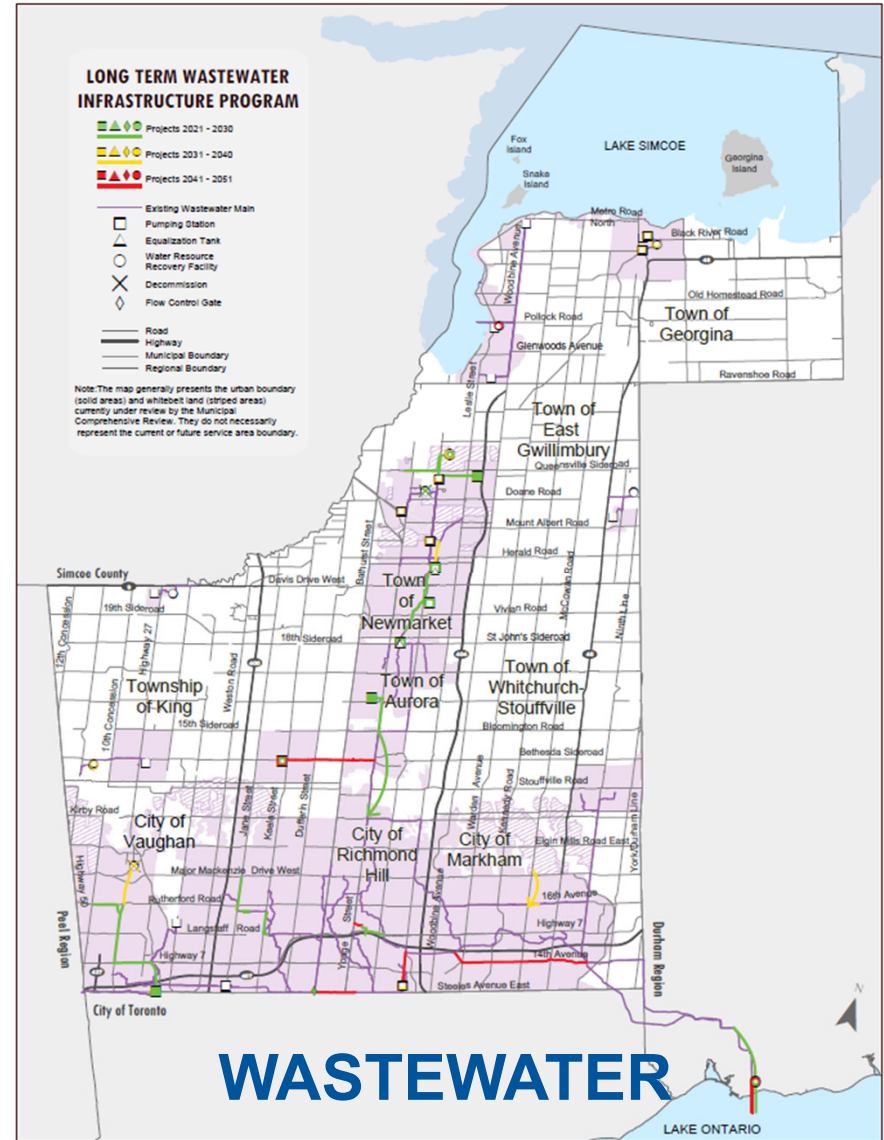 LONG TERM WASTEWATER
INFRASTRUCTURE PROGRAM
Projects 2021 - 2030
Projects 2031 - 2040
Projects 2041 - 2051
Existing Wastewater Main
Pumping Station
Equalization Tank
Water Resource
Recovery Facility
Decommission
Flow Control Gate
Road
Highway
Municipal Boundary
Regional Boundary
Note:The map generally presents the urban boundary
(solid areas) and whitebelt land (striped areas)
currently under review by the Municipal
Comprehensive Review. They do not necessarily
represent the current or future service area boundary.
Fox
Island
Snake
Island
LAKE SIMCOE
Georgina
Island
Metro Road
North
Black River Road
Woodbine Avenue
Old Homestead Road
Pollock Road
Town of
Georgina
Glenwoods Avenue
Ravenshoe Road
Leslie Street
Town of
East
Gwillimbury
Queensville Sideroad
Doane Road
Mount Albert Road
Herald Road
Bathurst Street
McCowan Road
Ninth Line
Simcoe County
Davis Drive West
Town
of
Newmarket
12th Concession
19th Sideroad
Highway 27
Vivian Road
18th Sideroad
St John's Sideroad
Weston Road
Township
of King
Town of
Aurora
Town of
Whitchurch-
Stouffville
10th Concession
15th Sideroad
Bloomington Road
Bethesda Sideroad
Stouffville Road
Kirby Road
Jane Street
Keele Street
Dufferin Street
Warden Avenue
Kennedy Road
York/Durham Line
City of
Vaughan
City of
Richmond
Hill
City of
Markham
Elgin Mills Road East
Highway 50
Major Mackenzie Drive West
Rutherford Road
16th Avenue
Langstaff Road
Yonge Street
Woodbine Avenue
Highway 7
Highway 7
14th Avenue
Peel Region
Durham Region
Steeles Avenue East
City of Toronto
N
WASTEWATER
LAKE ONTARIO